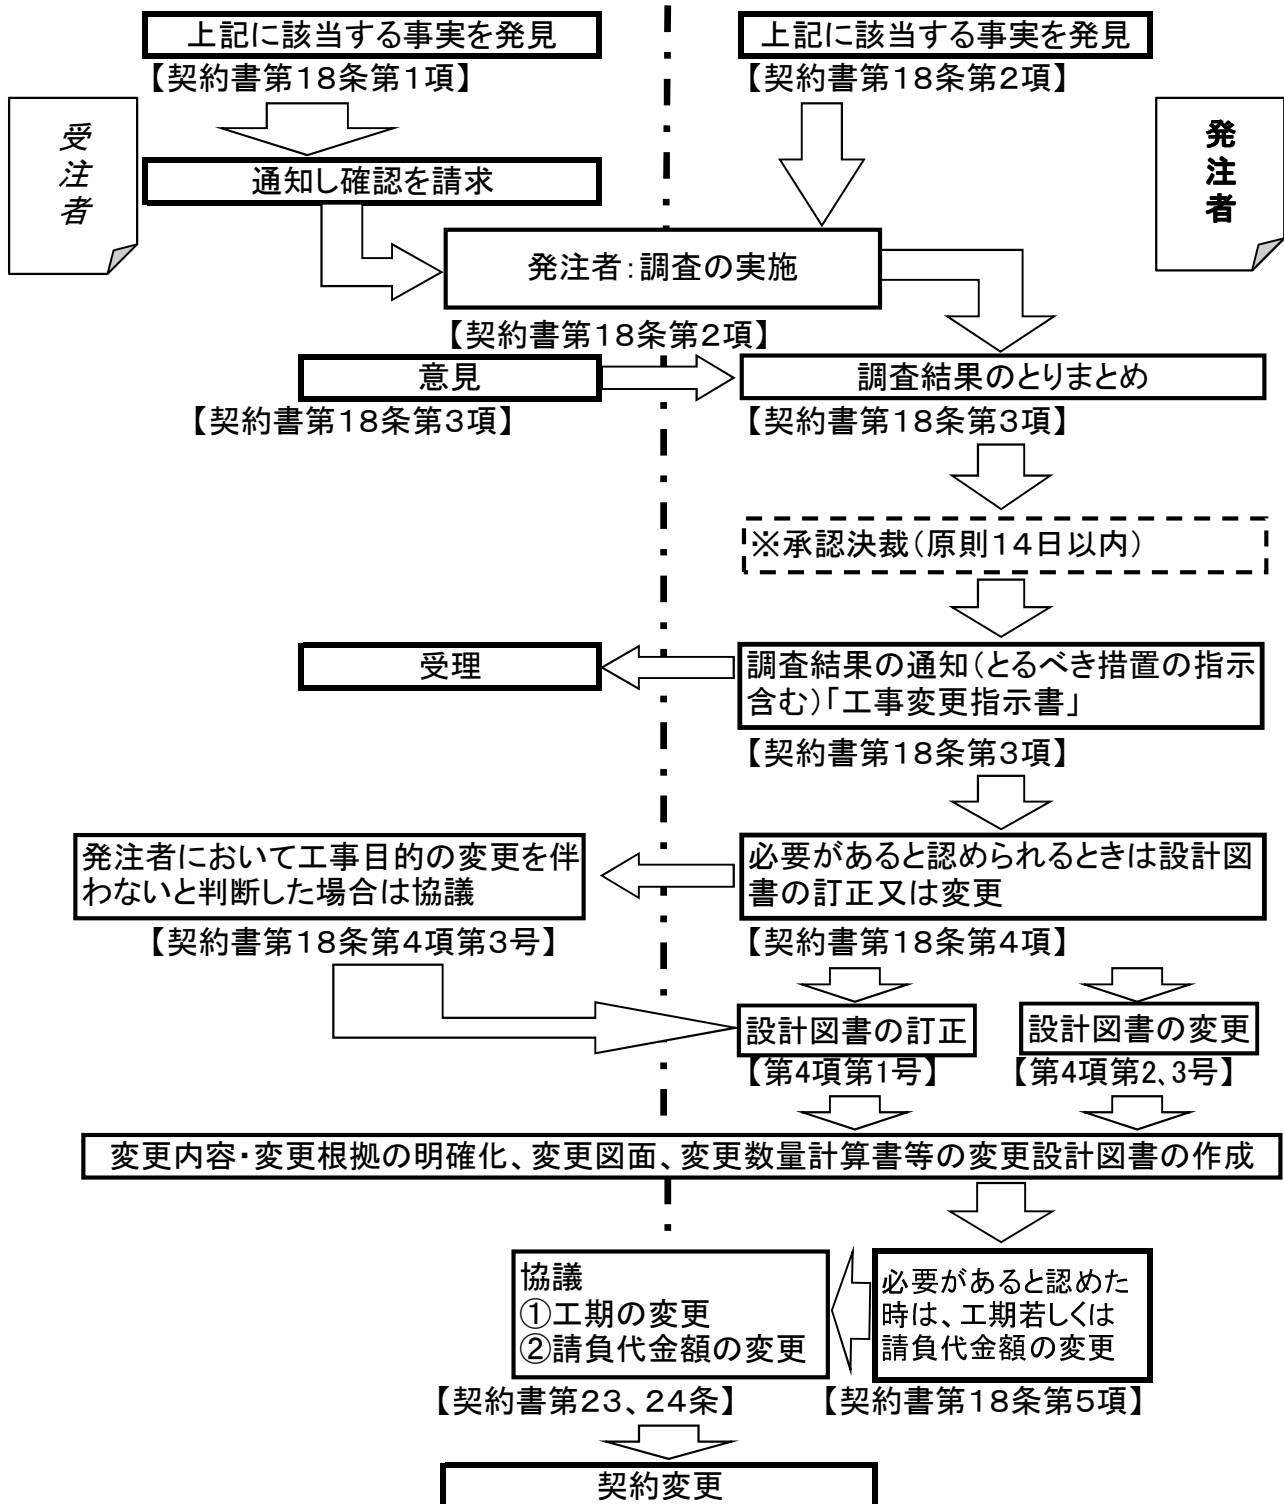 上記に該当する事実を発見
上記に該当する事実を発見
【契約書第18条第1項】
【契約書第18条第2項】
受注者
発注者
通知し確認を請求
発注者：調査の実施
【契約書第18条第2項】
意見
調査結果のとりまとめ
【契約書第18条第3項】
【契約書第18条第3項】
※承認決裁（原則14日以内）
受理
調査結果の通知（とるべき措置の指示
含む）「工事変更指示書」
【契約書第18条第3項】
発注者において工事目的の変更を伴
わないと判断した場合は協議
必要があると認められるときは設計図
書の訂正又は変更
【契約書第18条第4項第3号】
【契約書第18条第4項】
設計図書の訂正
設計図書の変更
【第4項第1号】
【第4項第2、3号】
変更内容・変更根拠の明確化、変更図面、変更数量計算書等の変更設計図書の作成
協議
①工期の変更
②請負代金額の変更
必要があると認めた
時は、工期若しくは
請負代金額の変更
【契約書第23、24条】
【契約書第18条第5項】
契約変更